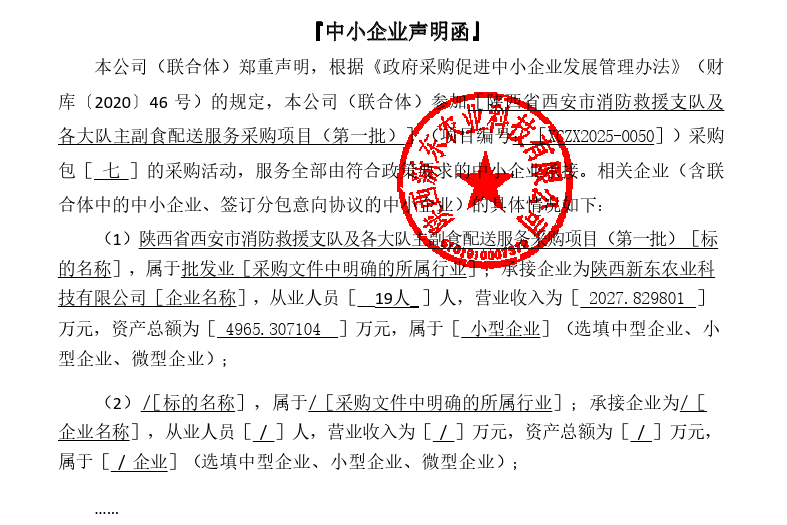 『中小企业声明函』
本公司（联合体）郑重声明，根据《政府采购促进中小企业发展管理办法》（财
库〔2020〕46 号）的规定，本公司（联合体）参加［陕西省西安市消防救援支队及
各大队主副食配送服务采购项目（第一批）］（项目编号：［XCZX2025-0050］）采购
包［ 七 ］的采购活动，服务全部由符合政策要求的中小企业承接。相关企业（含联
合体中的中小企业、签订分包意向协议的中小企业）的具体情况如下：
（1）陕西省西安市消防救援支队及各大队主副食配送服务采购项目（第一批）［标
的名称］，属于批发业［采购文件中明确的所属行业］；承接企业为陕西新东农业科
技有限公司［企业名称］，从业人员［ 19人 ］人，营业收入为［ 2027.829801 ］
万元，资产总额为［ 4965.307104 ］万元，属于［ 小型企业］（选填中型企业、小
型企业、微型企业）；
（2）/［标的名称］，属于/［采购文件中明确的所属行业］；承接企业为/［
企业名称］，从业人员［ / ］人，营业收入为［ / ］万元，资产总额为［ / ］万元，
属于［ / 企业］（选填中型企业、小型企业、微型企业）；
……
陕西新东农业科技有限公司